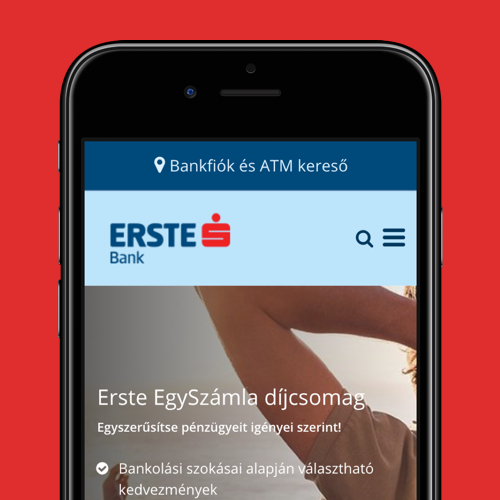 Bankfiók és ATM kereső
ERSTE
Bank
Erste EgySzámla díjcsomag
Egyszerűsítse pénzügyeit igényei szerint!
Bankolási szokásai alapján választható
kedvezmények